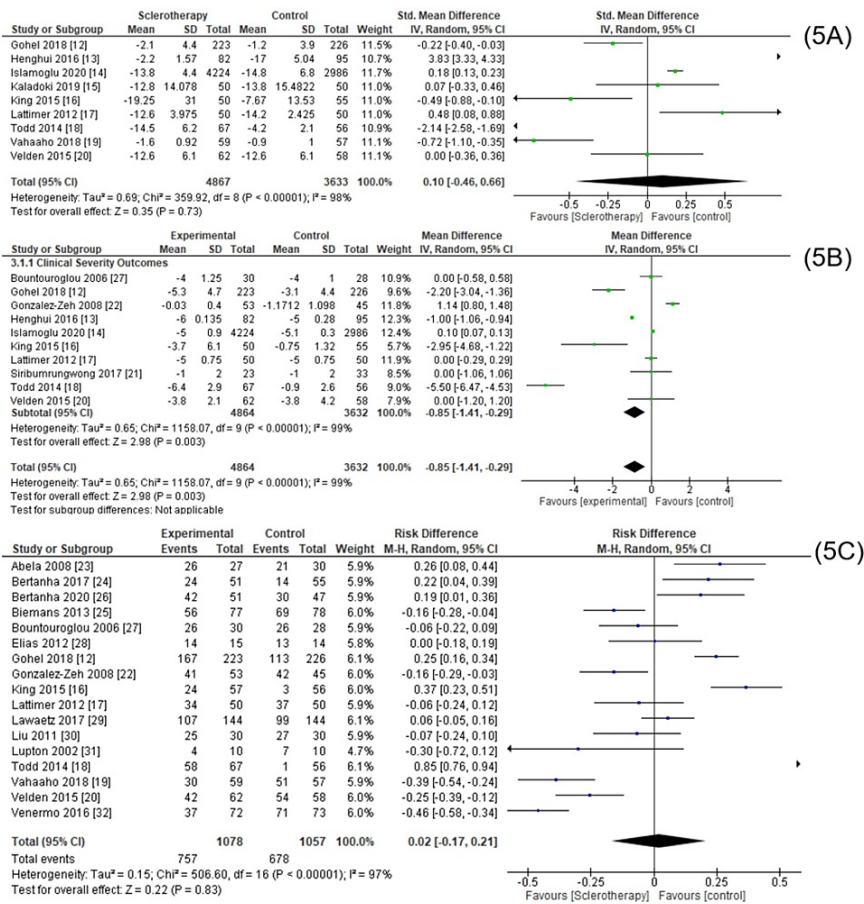 Sclerotherapy Control Std. Mean Difference Std. Mean Difference
Study or Subgroup Mean SD Total Mean SD Total Weight IV, Random, 95% CI IV, Random, 95% CI
(5A)
Gohel 2018 [12] -2.1 4.4 223 -1.2 3.9 226 11.5% -0.22 [-0.40, -0.03]
Henghui 2016 [13] -2.2 1.57 82 -17 5.04 95 10.9% 3.83 [3.33, 4.33]
Islamoglu 2020 [14] -13.8 4.4 4224 -14.8 6.8 2986 11.6% 0.18 [0.13, 0.23]
Kaladoki 2019 [15] -12.8 14.078 50 -13.8 15.4822 50 11.1% 0.07 [-0.33, 0.46]
King 2015 [16] -19.25 31 50 -7.67 13.53 55 11.2% -0.49 [-0.88, -0.10]
Lattimer 2012 [17] -12.6 3.975 50 -14.2 2.425 50 11.1% 0.48 [0.08, 0.88]
Todd 2014 [18] -14.5 6.2 67 -4.2 2.1 56 11.0% -2.14 [-2.58, -1.69]
Vahaaho 2018 [19] -1.6 0.92 59 -0.9 1 57 11.2% -0.72 [-1.10, -0.35]
Velden 2015 [20] -12.6 6.1 62 -12.6 6.1 58 11.2% 0.00 [-0.36, 0.36]
Total (95% CI) 4867 3633 100.0% 0.10 [-0.46, 0.66]
Heterogeneity: Tau² = 0.69; Chi² = 359.92, df = 8 (P < 0.00001); I² = 98%
Test for overall effect: Z = 0.35 (P = 0.73)
-0.5 -0.25 0 0.25 0.5
Favours [Sclerotherapy] Favours [control]
Experimental Control Mean Difference Mean Difference
Study or Subgroup Mean SD Total Mean SD Total Weight IV, Random, 95% CI IV, Random, 95% CI
(5B)
3.1.1 Clinical Severity Outcomes
Bountouroglou 2006 [27] -4 1.25 30 -4 1 28 10.9% 0.00 [-0.58, 0.58]
Gohel 2018 [12] -5.3 4.7 223 -3.1 4.4 226 9.6% -2.20 [-3.04, -1.36]
Gonzalez-Zeh 2008 [22] -0.03 0.4 53 -1.1712 1.098 45 11.8% 1.14 [0.80, 1.48]
Henghui 2016 [13] -6 0.135 82 -5 0.28 95 12.3% -1.00 [-1.06, -0.94]
Islamoglu 2020 [14] -5 0.9 4224 -5.1 0.3 2986 12.3% 0.10 [0.07, 0.13]
King 2015 [16] -3.7 6.1 50 -0.75 1.32 55 5.7% -2.95 [-4.68, -1.22]
Lattimer 2012 [17] -5 0.75 50 -5 0.75 50 11.9% 0.00 [-0.29, 0.29]
Siribumrungwong 2017 [21] -1 2 23 -1 2 33 8.6% 0.00 [-1.06, 1.06]
Todd 2014 [18] -6.4 2.9 67 -0.9 2.6 56 9.0% -5.50 [-6.47, -4.53]
Velden 2015 [20] -3.8 2.1 62 -3.8 4.2 58 7.9% 0.00 [-1.20, 1.20]
Subtotal (95% CI) 4864 3632 100.0% -0.85 [-1.41, -0.29]
Heterogeneity: Tau² = 0.65; Chi² = 1158.07, df = 9 (P < 0.00001); I² = 99%
Test for overall effect: Z = 2.98 (P = 0.003)
Total (95% CI) 4864 3632 100.0% -0.85 [-1.41, -0.29]
Heterogeneity: Tau² = 0.65; Chi² = 1158.07, df = 9 (P < 0.00001); I² = 99%
Test for overall effect: Z = 2.98 (P = 0.003)
Test for subgroup differences: Not applicable
-4 -2 0 2 4
Favours [experimental] Favours [control]
Experimental Control Risk Difference Risk Difference
Study or Subgroup Events Total Events Total Weight M-H, Random, 95% CI M-H, Random, 95% CI
(5C)
Abela 2008 [23] 26 27 21 30 5.9% 0.26 [0.08, 0.44]
Bertanha 2017 [24] 24 51 14 55 5.9% 0.22 [0.04, 0.39]
Bertanha 2020 [26] 42 51 30 47 5.9% 0.19 [0.01, 0.36]
Biemans 2013 [25] 56 77 69 78 5.9% -0.16 [-0.28, -0.04]
Bountouroglou 2006 [27] 26 30 26 28 5.9% -0.06 [-0.22, 0.09]
Elias 2012 [28] 14 15 13 14 5.9% 0.00 [-0.18, 0.19]
Gohel 2018 [12] 167 223 113 226 6.1% 0.25 [0.16, 0.34]
Gonzalez-Zeh 2008 [22] 41 53 42 45 6.0% -0.16 [-0.29, -0.03]
King 2015 [16] 24 57 3 56 6.0% 0.37 [0.23, 0.51]
Lattimer 2012 [17] 34 50 37 50 5.9% -0.06 [-0.24, 0.12]
Lawaetz 2017 [29] 107 144 99 144 6.0% 0.06 [-0.05, 0.16]
Liu 2011 [30] 25 30 27 30 5.9% -0.07 [-0.24, 0.10]
Lupton 2002 [31] 4 10 7 10 4.7% -0.30 [-0.72, 0.12]
Todd 2014 [18] 58 67 1 56 6.1% 0.85 [0.76, 0.94]
Vahaaho 2018 [19] 30 59 51 57 5.9% -0.39 [-0.54, -0.24]
Velden 2015 [20] 42 62 54 58 6.0% -0.25 [-0.39, -0.12]
Venermo 2016 [32] 37 72 71 73 6.0% -0.46 [-0.58, -0.34]
Total (95% CI) 1078 1057 100.0% 0.02 [-0.17, 0.21]
Total events 757 678
Heterogeneity: Tau² = 0.15; Chi² = 506.60, df = 16 (P < 0.00001); I² = 97%
Test for overall effect: Z = 0.22 (P = 0.83)
-0.5 -0.25 0 0.25 0.5
Favours [Sclerotherapy] Favours [control]